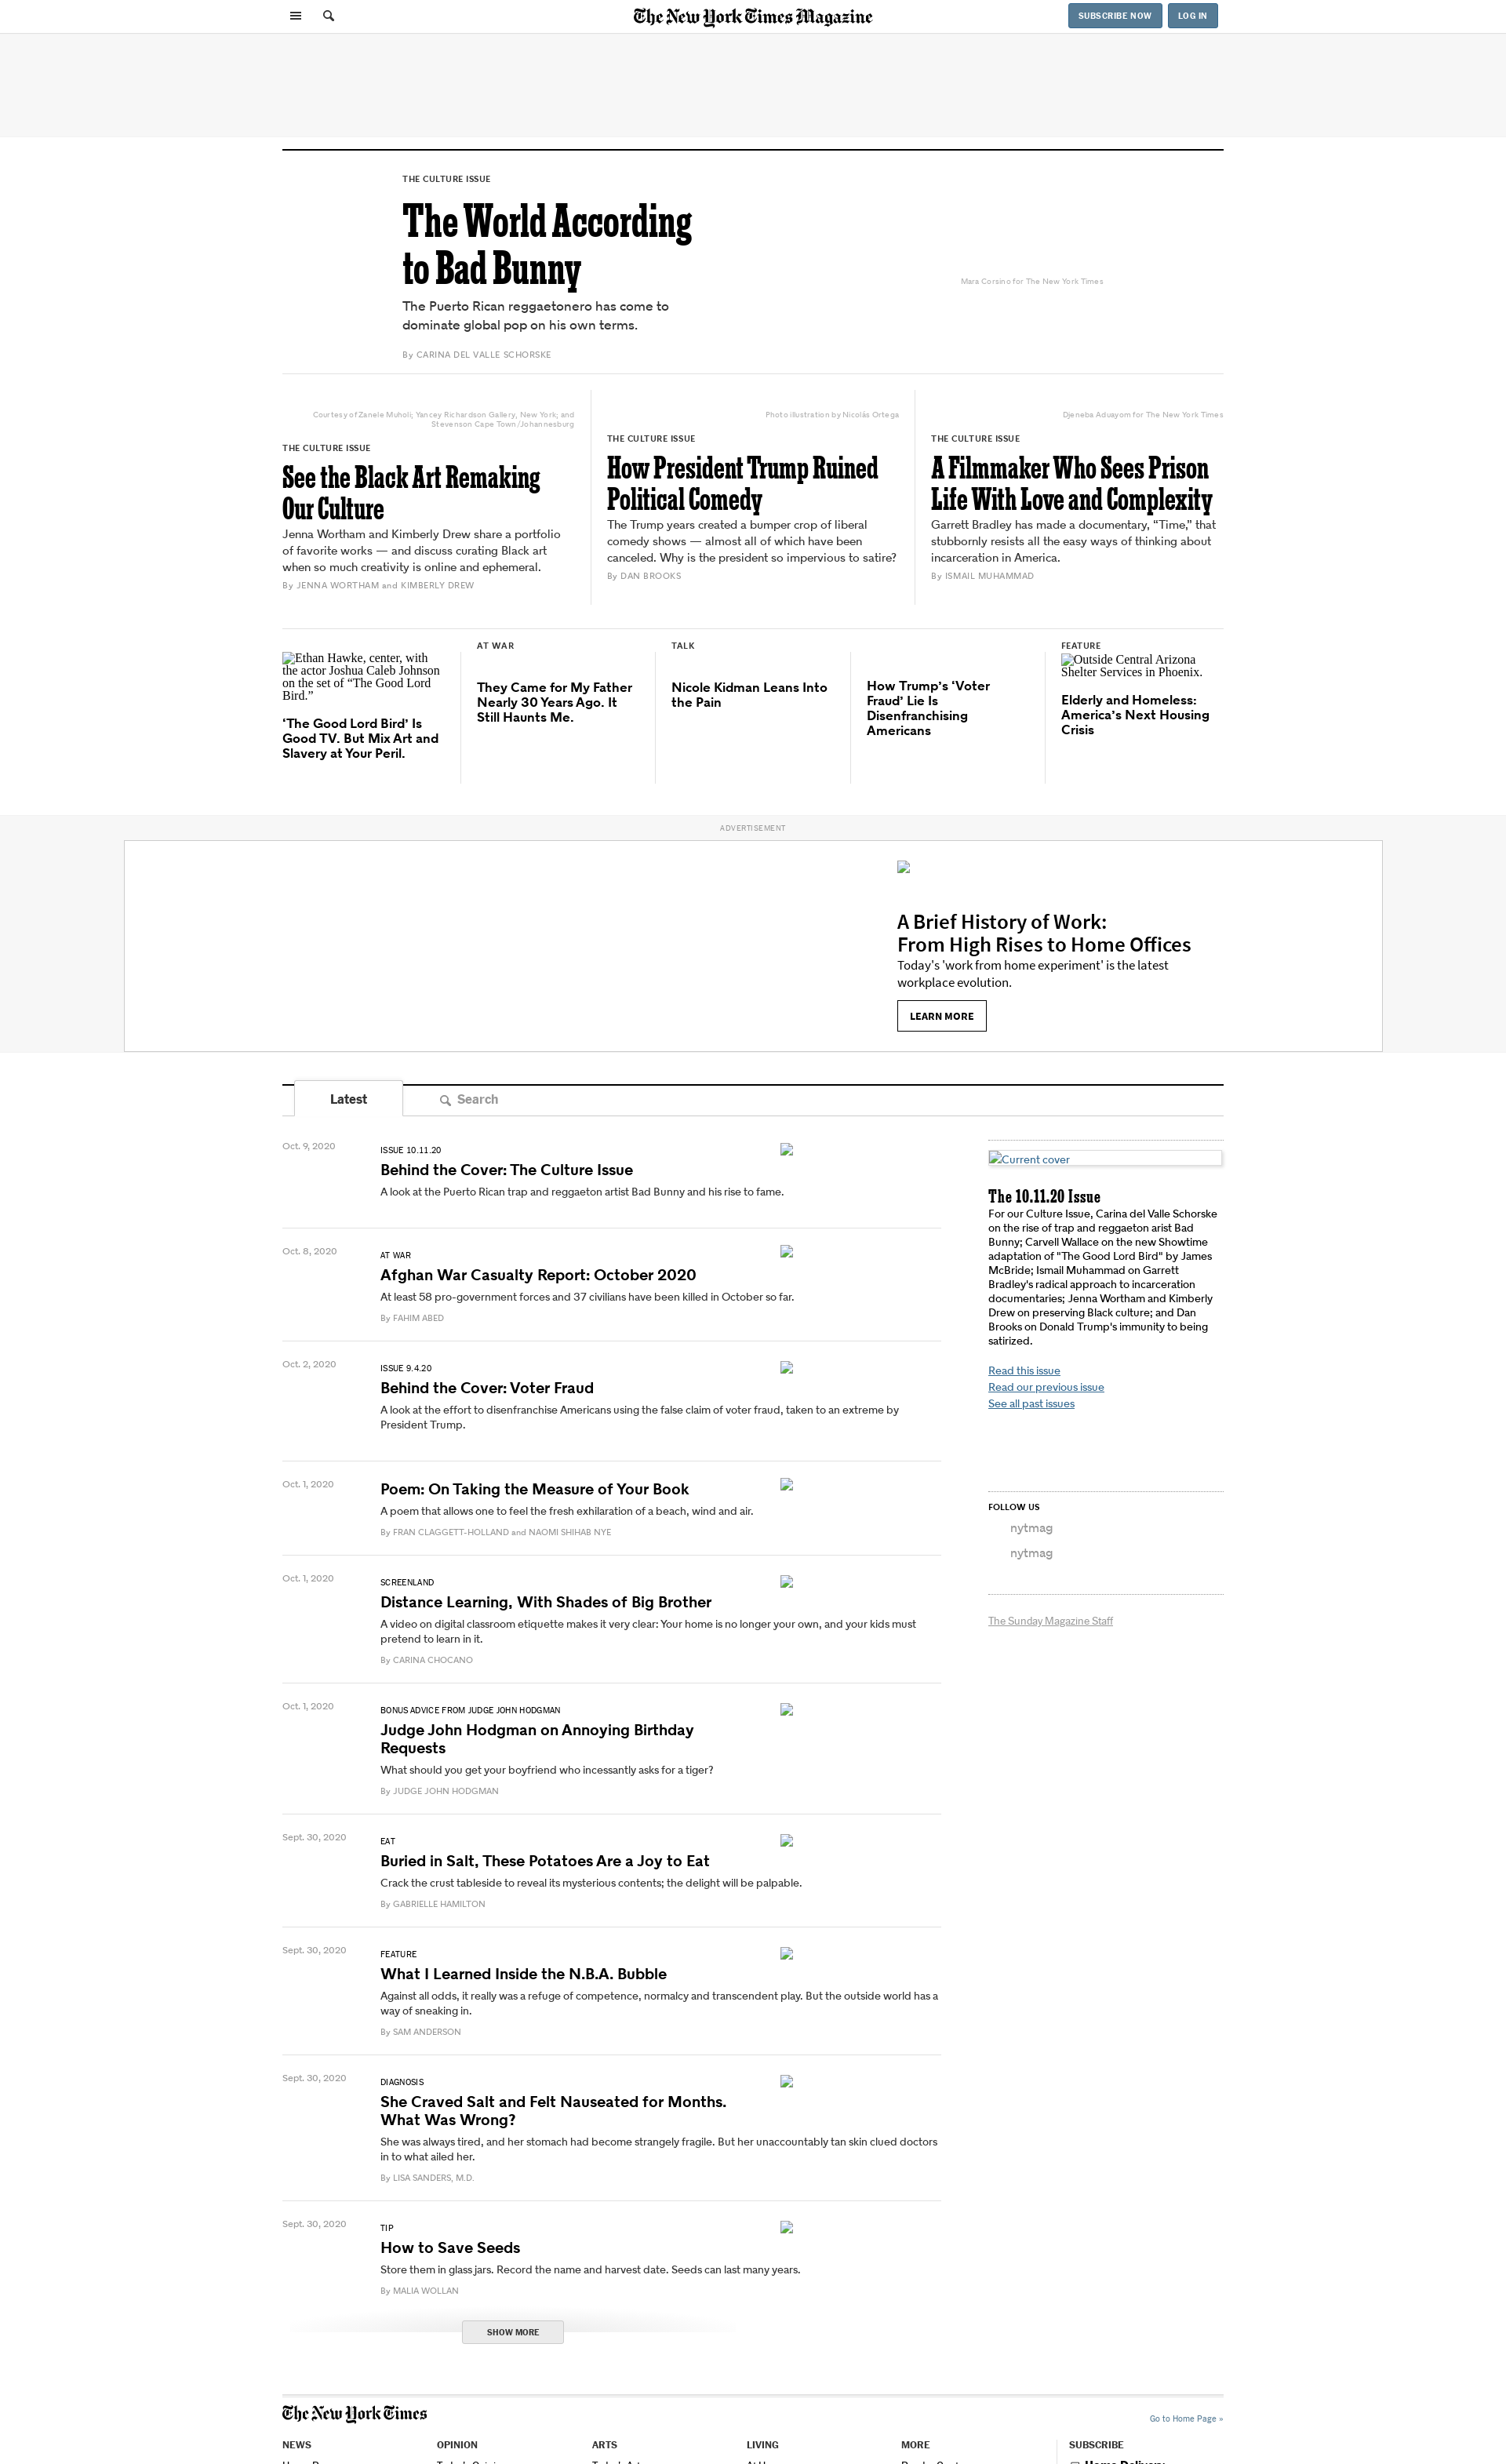 The New York Times Magazine
SUBSCRIBE NOW
LOG IN
THE CULTURE ISSUE
The World According
to Bad Bunny
The Puerto Rican reggaetonero has come to
dominate global pop on his own terms.
By CARINA DEL VALLE SCHORSKE
Mara Corsino for The New York Times
Courtesy of Zanele Muholi; Yancey Richardson Gallery, New York; and
Stevenson Cape Town/Johannesburg
THE CULTURE ISSUE
See the Black Art Remaking
Our Culture
Jenna Wortham and Kimberly Drew share a portfolio
of favorite works — and discuss curating Black art
when so much creativity is online and ephemeral.
By JENNA WORTHAM and KIMBERLY DREW
Photo illustration by Nicolás Ortega
THE CULTURE ISSUE
How President Trump Ruined
Political Comedy
The Trump years created a bumper crop of liberal
comedy shows — almost all of which have been
canceled. Why is the president so impervious to satire?
By DAN BROOKS
Djeneba Aduayom for The New York Times
THE CULTURE ISSUE
A Filmmaker Who Sees Prison
Life With Love and Complexity
Garrett Bradley has made a documentary, “Time,” that
stubbornly resists all the easy ways of thinking about
incarceration in America.
By ISMAIL MUHAMMAD
Ethan Hawke, center, with
the actor Joshua Caleb Johnson
on the set of “The Good Lord
Bird.”
‘The Good Lord Bird’ Is
Good TV. But Mix Art and
Slavery at Your Peril.
AT WAR
They Came for My Father
Nearly 30 Years Ago. It
Still Haunts Me.
TALK
Nicole Kidman Leans Into
the Pain
How Trump’s ‘Voter
Fraud’ Lie Is
Disenfranchising
Americans
FEATURE
Outside Central Arizona
Shelter Services in Phoenix.
Elderly and Homeless:
America’s Next Housing
Crisis
ADVERTISEMENT
A Brief History of Work:
From High Rises to Home Offices
Today's 'work from home experiment' is the latest
workplace evolution.
LEARN MORE
Latest
Search
Oct. 9, 2020
ISSUE 10.11.20
Behind the Cover: The Culture Issue
A look at the Puerto Rican trap and reggaeton artist Bad Bunny and his rise to fame.
Oct. 8, 2020
AT WAR
Afghan War Casualty Report: October 2020
At least 58 pro-government forces and 37 civilians have been killed in October so far.
By FAHIM ABED
Oct. 2, 2020
ISSUE 9.4.20
Behind the Cover: Voter Fraud
A look at the effort to disenfranchise Americans using the false claim of voter fraud, taken to an extreme by
President Trump.
Oct. 1, 2020
Poem: On Taking the Measure of Your Book
A poem that allows one to feel the fresh exhilaration of a beach, wind and air.
By FRAN CLAGGETT-HOLLAND and NAOMI SHIHAB NYE
Oct. 1, 2020
SCREENLAND
Distance Learning, With Shades of Big Brother
A video on digital classroom etiquette makes it very clear: Your home is no longer your own, and your kids must
pretend to learn in it.
By CARINA CHOCANO
Oct. 1, 2020
BONUS ADVICE FROM JUDGE JOHN HODGMAN
Judge John Hodgman on Annoying Birthday
Requests
What should you get your boyfriend who incessantly asks for a tiger?
By JUDGE JOHN HODGMAN
Sept. 30, 2020
EAT
Buried in Salt, These Potatoes Are a Joy to Eat
Crack the crust tableside to reveal its mysterious contents; the delight will be palpable.
By GABRIELLE HAMILTON
Sept. 30, 2020
FEATURE
What I Learned Inside the N.B.A. Bubble
Against all odds, it really was a refuge of competence, normalcy and transcendent play. But the outside world has a
way of sneaking in.
By SAM ANDERSON
Sept. 30, 2020
DIAGNOSIS
She Craved Salt and Felt Nauseated for Months.
What Was Wrong?
She was always tired, and her stomach had become strangely fragile. But her unaccountably tan skin clued doctors
in to what ailed her.
By LISA SANDERS, M.D.
Sept. 30, 2020
TIP
How to Save Seeds
Store them in glass jars. Record the name and harvest date. Seeds can last many years.
By MALIA WOLLAN
SHOW MORE
Current cover
The 10.11.20 Issue
For our Culture Issue, Carina del Valle Schorske
on the rise of trap and reggaeton arist Bad
Bunny; Carvell Wallace on the new Showtime
adaptation of "The Good Lord Bird" by James
McBride; Ismail Muhammad on Garrett
Bradley's radical approach to incarceration
documentaries; Jenna Wortham and Kimberly
Drew on preserving Black culture; and Dan
Brooks on Donald Trump's immunity to being
satirized.
Read this issue
Read our previous issue
See all past issues
FOLLOW US
nytmag
nytmag
The Sunday Magazine Staff
The New York Times
Go to Home Page »
NEWS
OPINION
ARTS
LIVING
MORE
SUBSCRIBE